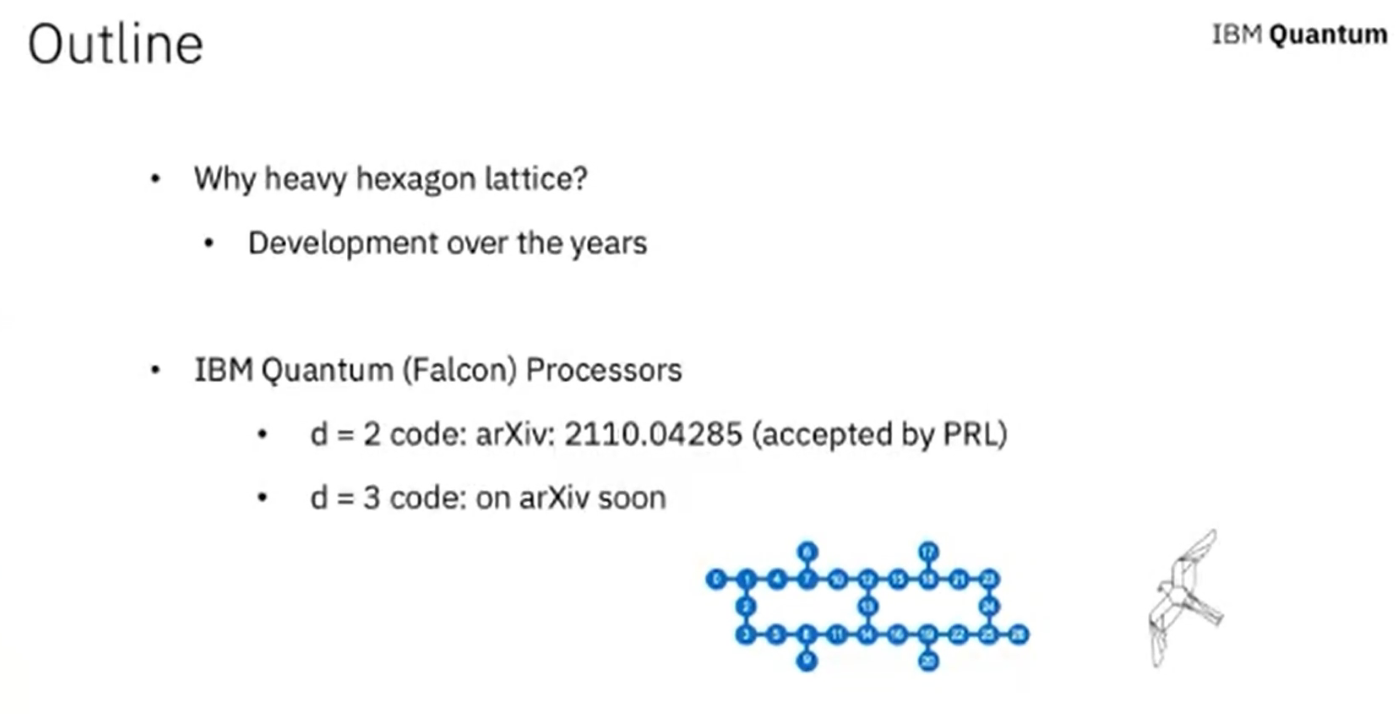 Outline
IBM Quantum
• Why heavy hexagon lattice?
• Development over the years
• IBM Quantum (Falcon) Processors
• d = 2 code: arXiv: 2110.04285 (accepted by PRL)
• d = 3 code: on arXiv soon
6 17
0 1 4 7 10 12 15 18 21 23
2 13 24
3 5 8 11 14 16 19 22 25 26
9 20